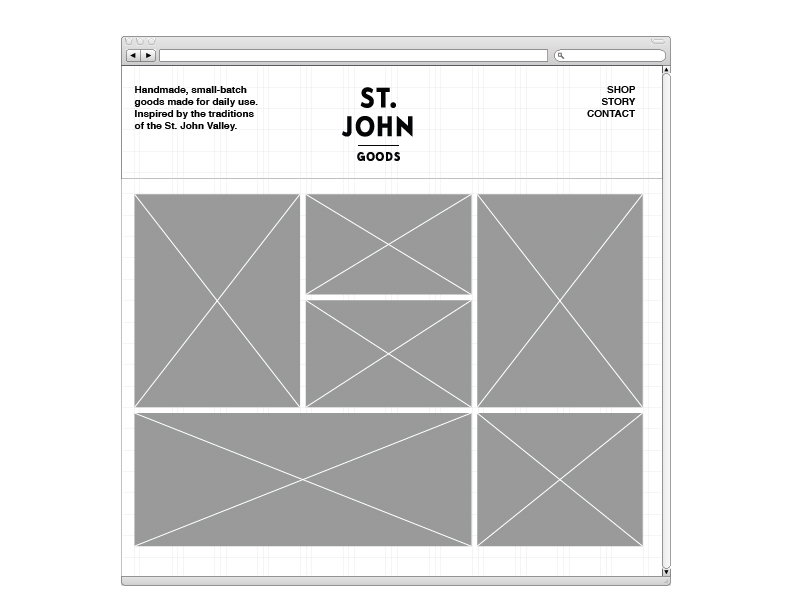 Handmade, small-batch
goods made for daily use.
Inspired by the traditions
of the St. John Valley.
ST.
JOHN
GOODS
SHOP
STORY
CONTACT